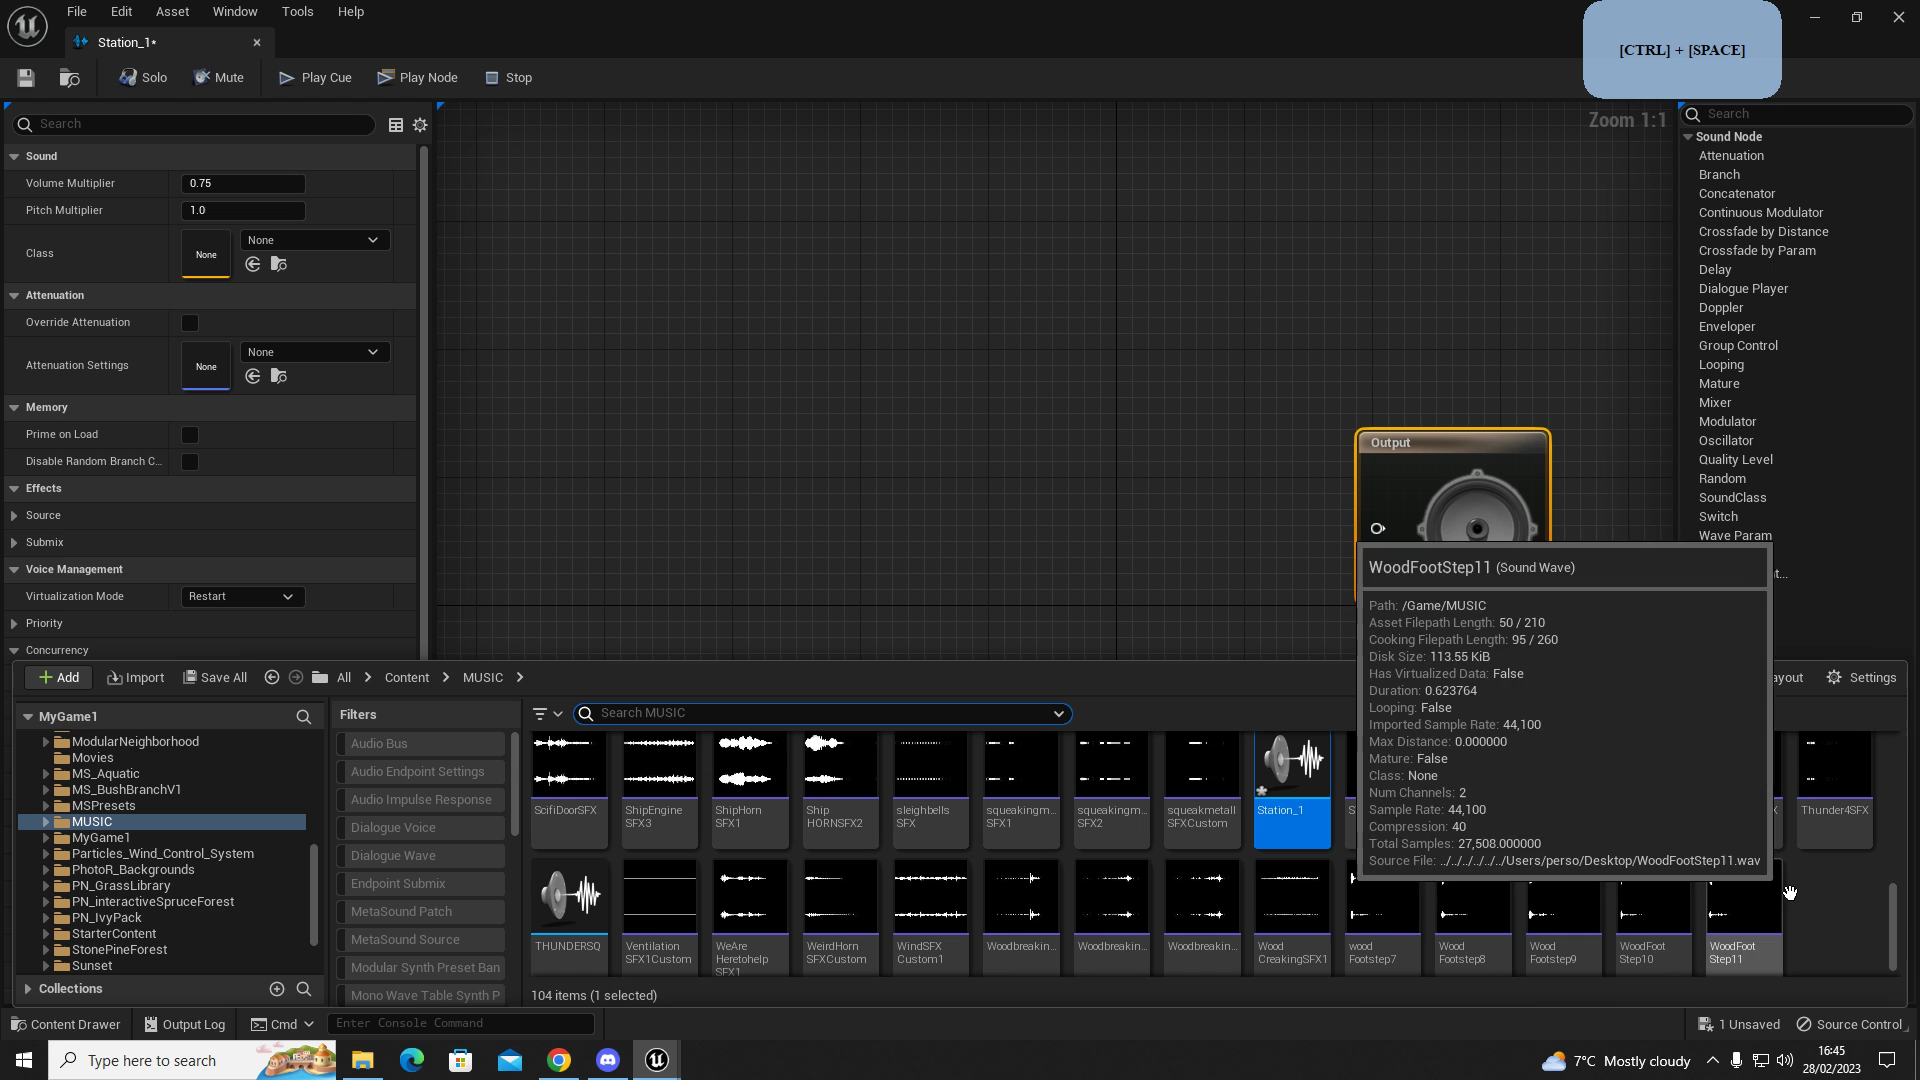 File Edit Asset Window Tools Help
[CTRL] + [SPACE]
Station_1*
Solo Mute Play Cue Play Node Stop
Search
Zoom 1:1
Search
Sound
Volume Multiplier 0.75
Pitch Multiplier 1.0
Class None None
Attenuation
Override Attenuation
Attenuation Settings None None
Memory
Prime on Load
Disable Random Branch C...
Effects
Source
Submix
Voice Management
Virtualization Mode Restart
Priority
Concurrency
Output
Sound Node
Attenuation
Branch
Concatenator
Continuous Modulator
Crossfade by Distance
Crossfade by Param
Delay
Dialogue Player
Doppler
Enveloper
Group Control
Looping
Mature
Mixer
Modulator
Oscillator
Quality Level
Random
SoundClass
Switch
Wave Param
t...
WoodFootStep11 (Sound Wave)
Path: /Game/MUSIC
Asset Filepath Length: 50 / 210
Cooking Filepath Length: 95 / 260
Disk Size: 113.55 KiB
Has Virtualized Data: False
Duration: 0.623764
Looping: False
Imported Sample Rate: 44,100
Max Distance: 0.000000
Mature: False
Class: None
Num Channels: 2
Sample Rate: 44,100
Compression: 40
Total Samples: 27,508.000000
Source File: ../../../../../../Users/perso/Desktop/WoodFootStep11.wav
Add Import Save All All Content MUSIC
ayout Settings
MyGame1
ModularNeighborhood
Movies
MS_Aquatic
MS_BushBranchV1
MSPresets
MUSIC
MyGame1
Particles_Wind_Control_System
PhotoR_Backgrounds
PN_GrassLibrary
PN_interactiveSpruceForest
PN_IvyPack
StarterContent
StonePineForest
Sunset
Collections
Filters
Audio Bus
Audio Endpoint Settings
Audio Impulse Response
Dialogue Voice
Dialogue Wave
Endpoint Submix
MetaSound Patch
MetaSound Source
Modular Synth Preset Ban
Mono Wave Table Synth P
Search MUSIC
ScifiDoorSFX
ShipEngine
SFX3
ShipHorn
SFX1
Ship
HORNSFX2
sleighbells
SFX
squeakingm...
SFX1
squeakingm...
SFX2
squeakmetall
SFXCustom
Station_1
Thunder4SFX
THUNDERSQ
Ventilation
SFX1Custom
WeAre
Heretohelp
SFX1
WeirdHorn
SFXCustom
WindSFX
Custom1
Woodbreakin...
Woodbreakin...
Woodbreakin...
Wood
CreakingSFX1
wood
Footstep7
Wood
Footstep8
Wood
Footstep9
WoodFoot
Step10
WoodFoot
Step11
104 items (1 selected)
Content Drawer Output Log Cmd Enter Console Command
1 Unsaved Source Control
Type here to search
7°C Mostly cloudy
16:45
28/02/2023